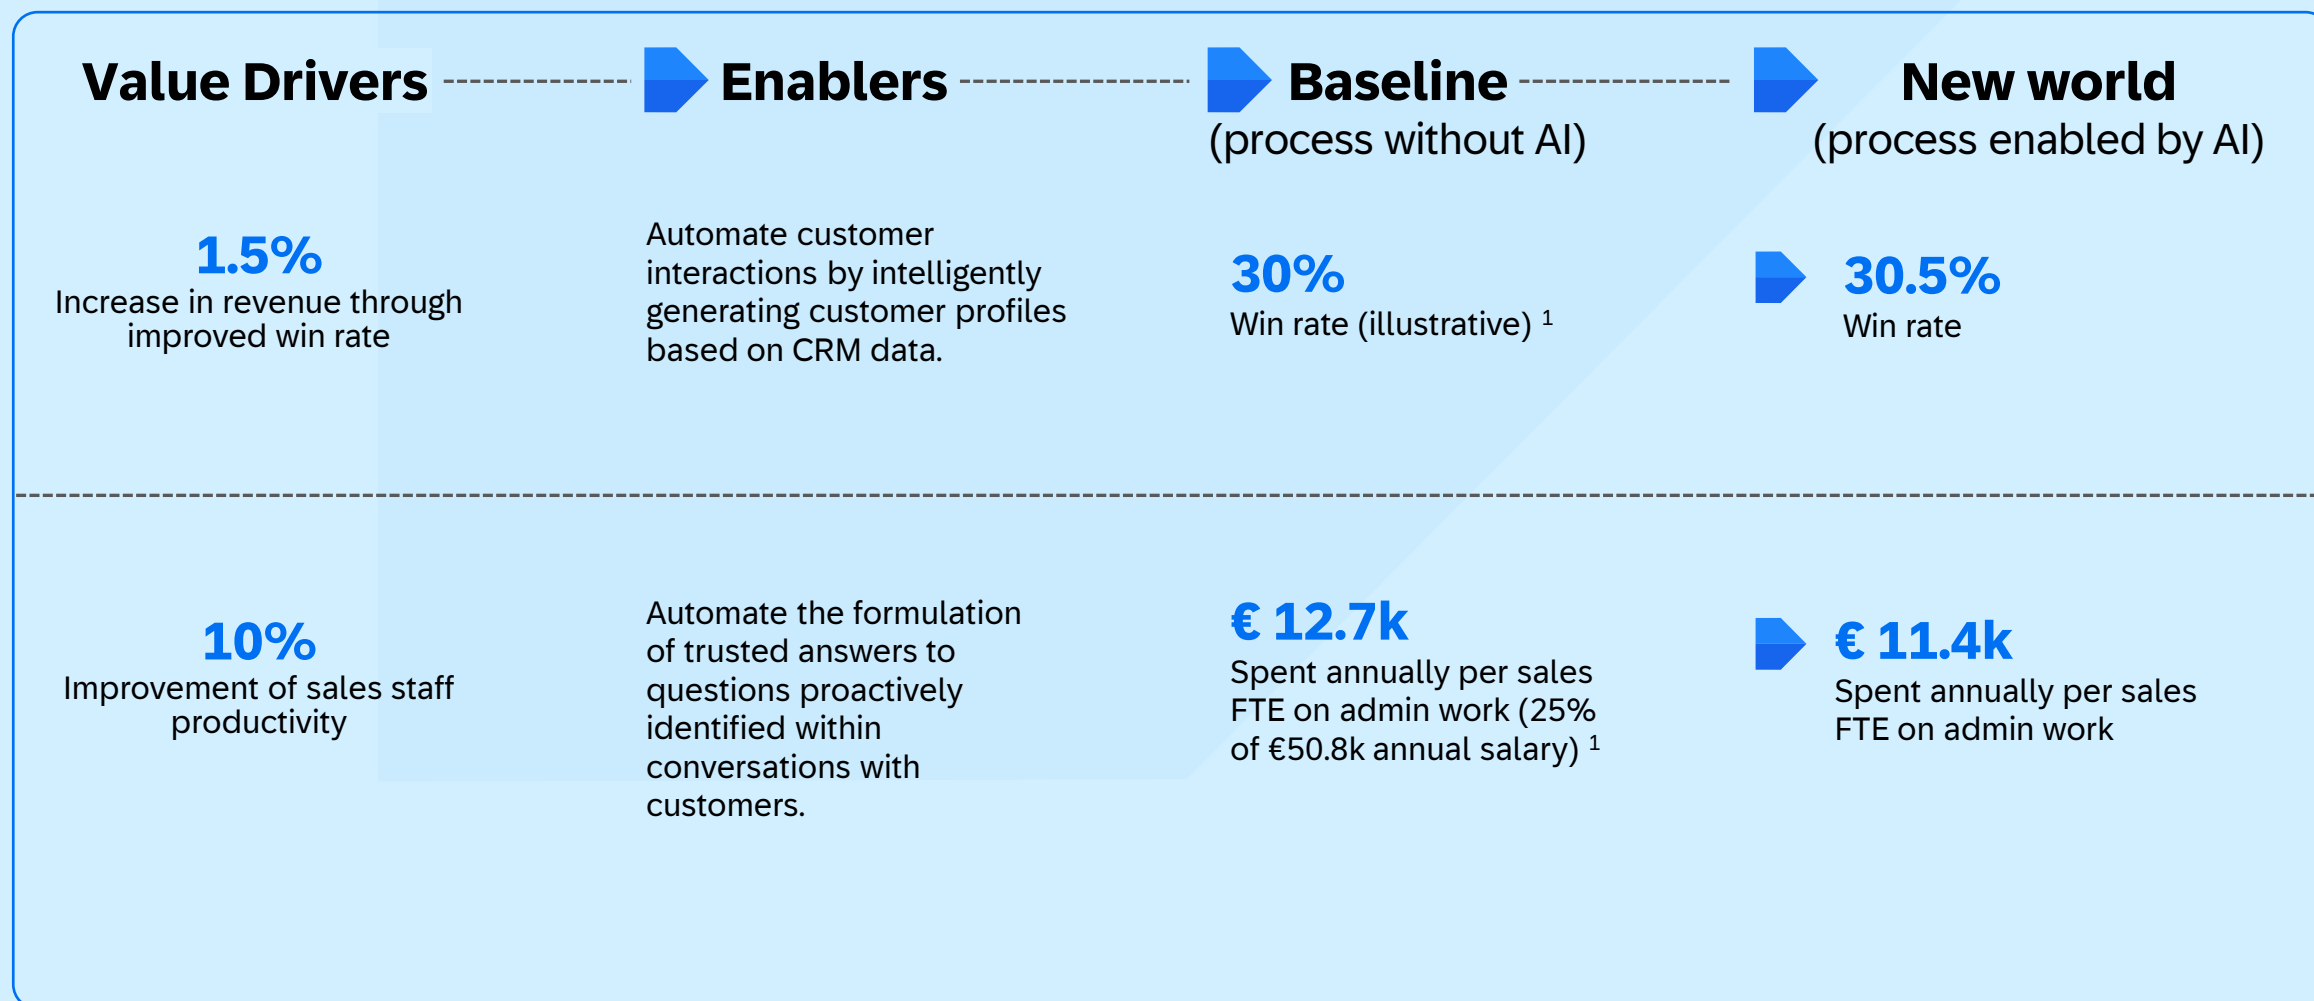 Value Drivers
Enablers
Baseline
(process without AI)
New world
(process enabled by AI)
1.5%
Increase in revenue through
improved win rate
Automate customer
interactions by intelligently
generating customer profiles
based on CRM data.
30%
Win rate (illustrative) 1
30.5%
Win rate
10%
Improvement of sales staff
productivity
Automate the formulation
of trusted answers to
questions proactively
identified within
conversations with
customers.
€ 12.7k
Spent annually per sales
FTE on admin work (25%
of €50.8k annual salary) 1
€ 11.4k
Spent annually per sales
FTE on admin work